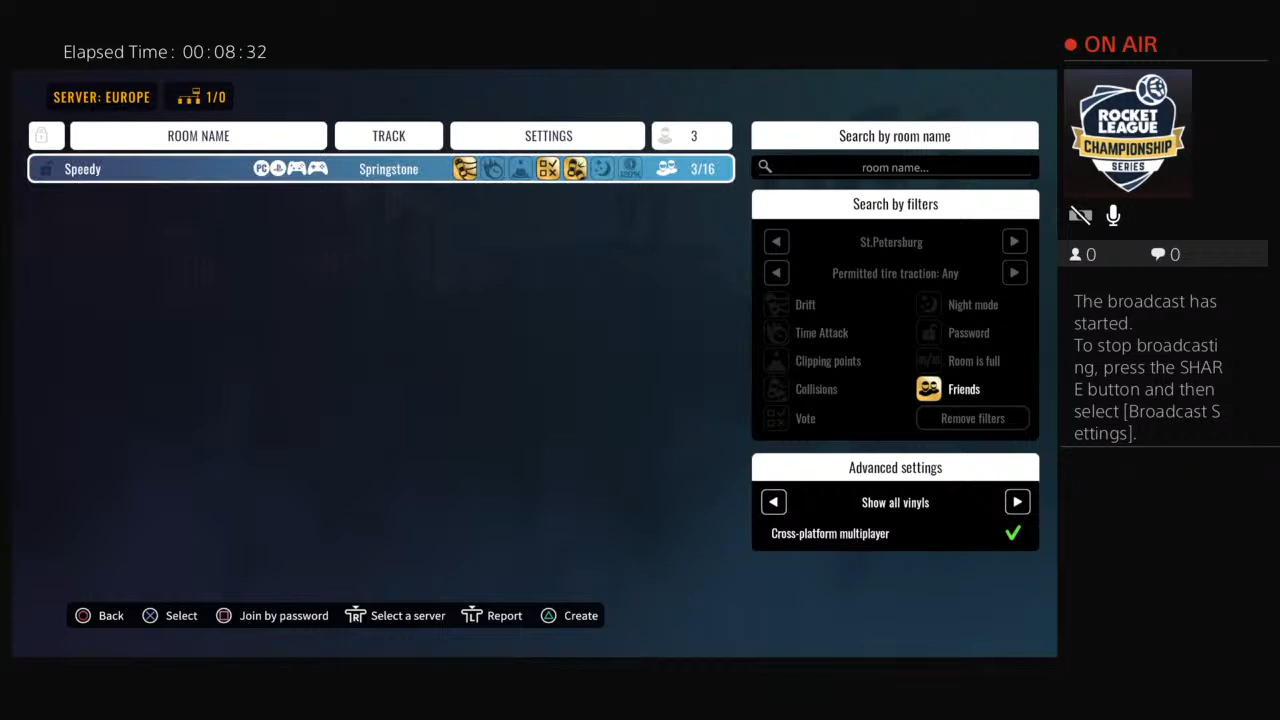 Elapsed Time: 00:08:32
ON AIR
SERVER: EUROPE
1/0
ROOM NAME
TRACK
SETTINGS
3
Speedy
PC
Springstone
120%
3/16
Search by room name
room name...
Search by filters
St.Petersburg
Permitted tire traction: Any
Drift
Night mode
Time Attack
Password
Clipping points
Room is full
Collisions
Friends
Vote
Remove filters
Advanced settings
Show all vinyls
Cross-platform multiplayer
Back
Select
Join by password
R
Select a server
L
Report
Create
ROCKET
LEAGUE
CHAMPIONSHIP
SERIES
0
0
The broadcast has
started.
To stop broadcasti
ng, press the SHAR
E button and then
select [Broadcast S
ettings].